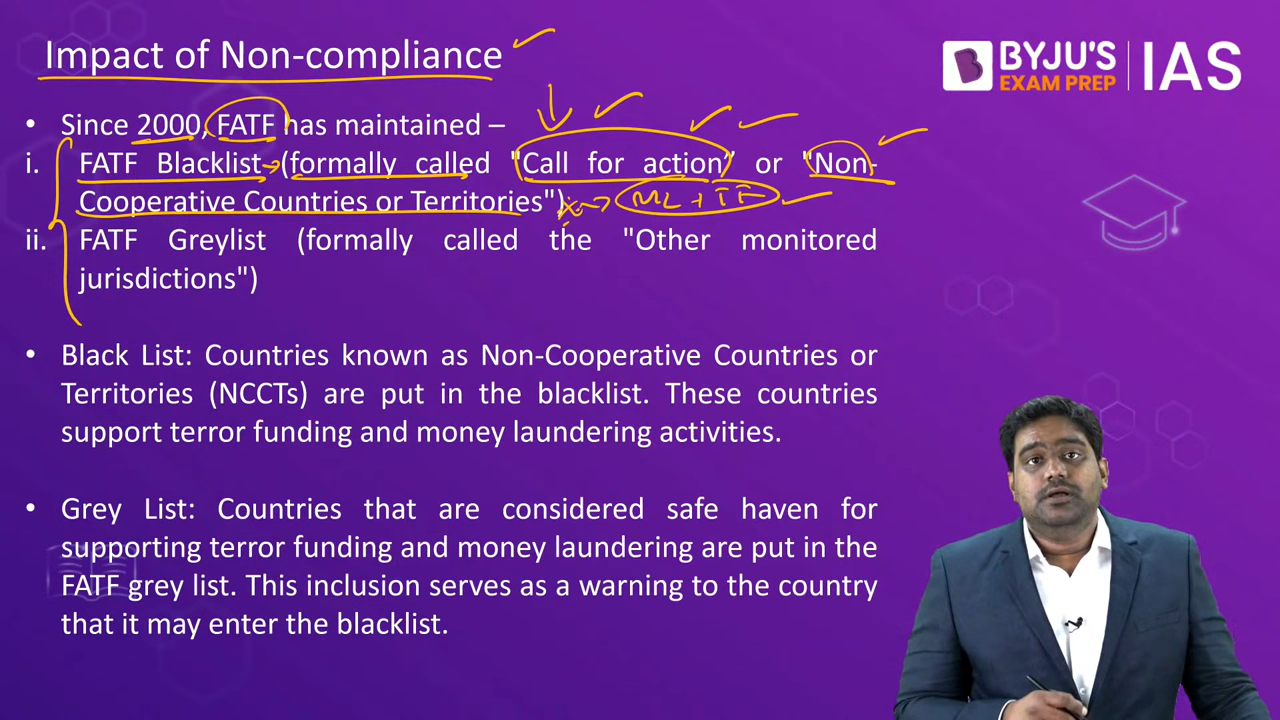 Impact of Non-compliance
BYJU'S
EXAM PREP
IAS
• Since 2000, FATF has maintained –
i. FATF Blacklist (formally called "Call for action" or "Non-
Cooperative Countries or Territories")
ML + TF
ii. FATF Greylist (formally called the "Other monitored
jurisdictions")
• Black List: Countries known as Non-Cooperative Countries or
Territories (NCCTs) are put in the blacklist. These countries
support terror funding and money laundering activities.
• Grey List: Countries that are considered safe haven for
supporting terror funding and money laundering are put in the
FATF grey list. This inclusion serves as a warning to the country
that it may enter the blacklist.